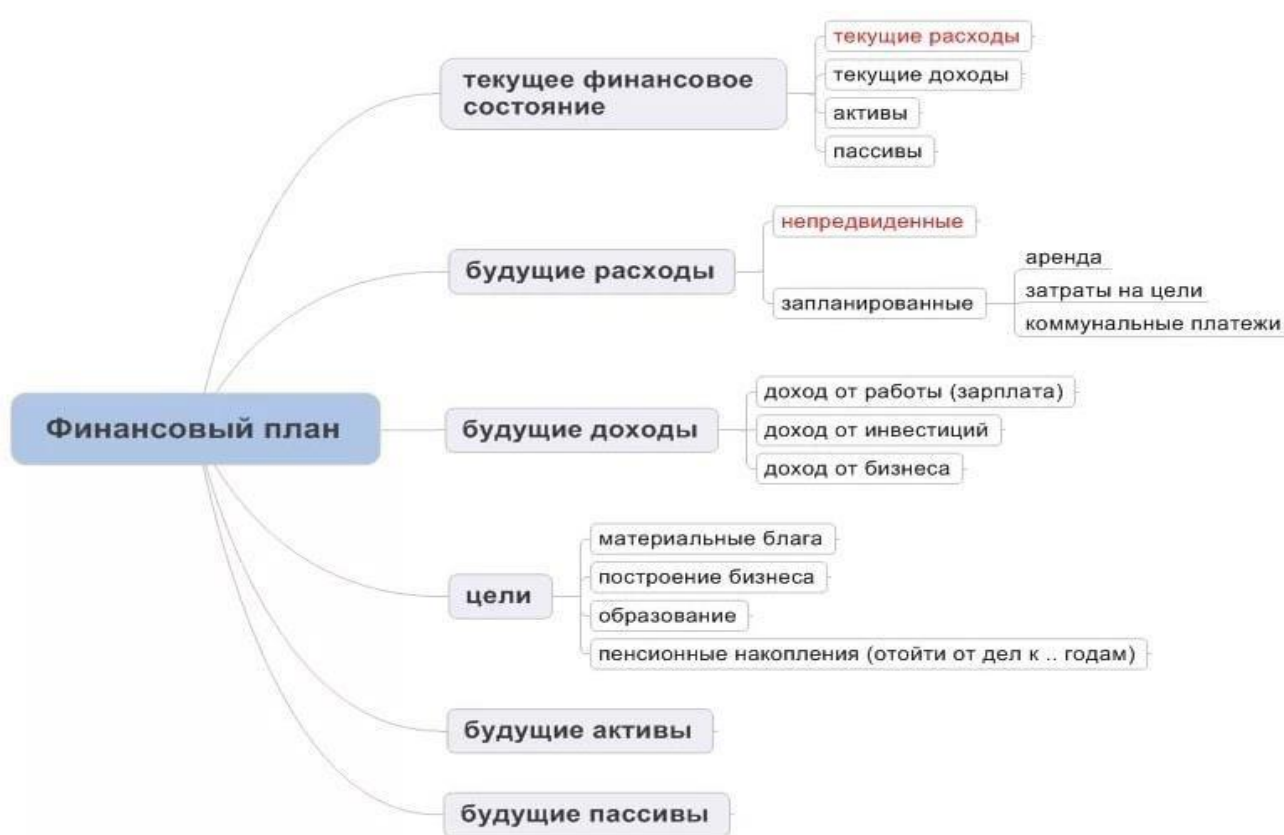 текущие расходы
текущее финансовое
состояние
текущие доходы
активы
пассивы
непредвиденные
будущие расходы
запланированные
аренда
затраты на цели
коммунальные платежи
Финансовый план
будущие доходы
доход от работы (зарплата)
доход от инвестиций
доход от бизнеса
цели
материальные блага
построение бизнеса
образование
пенсионные накопления (отойти от дел к .. годам)
будущие активы
будущие пассивы